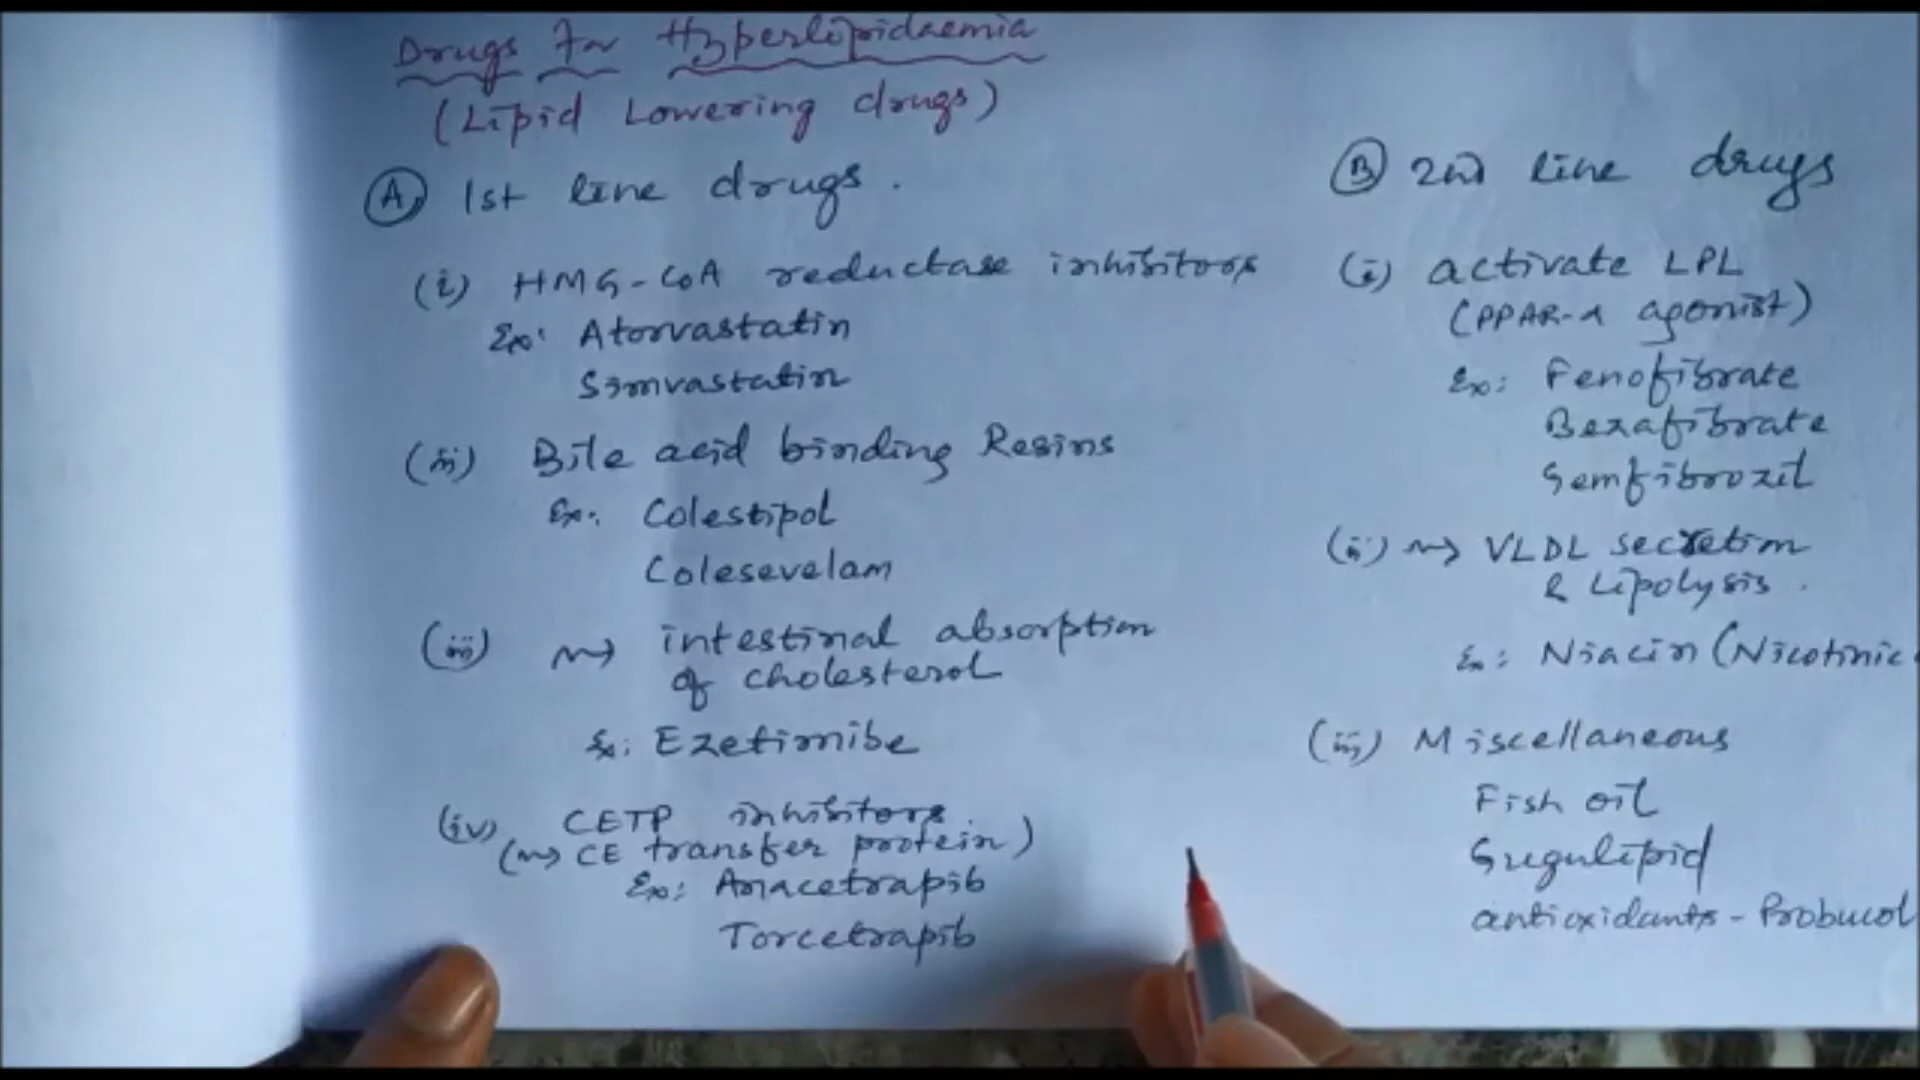 Drugs for Hyperlipidaemia
(Lipid Lowering drugs)
A 1st line drugs.
(i) HMG-CoA reductase inhibitors
Ex: Atorvastatin
Simvastatin
(ii) Bile acid binding Resins
Ex: Colestipol
Colesevelam
(iii) ⇝ intestinal absorption
of cholesterol
Ex: Ezetimibe
(iv) CETP inhibitors
(⇝ CE transfer protein)
Ex: Anacetrapib
Torcetrapib
B 2nd line drugs
(i) activate LPL
(PPAR-α agonist)
Ex: Fenofibrate
Bezafibrate
Gemfibrozil
(ii) ⇝ VLDL secretion
& Lipolysis.
Ex: Niacin (Nicotinic
(iii) Miscellaneous
Fish oil
Gugulipid
antioxidants - Probucol